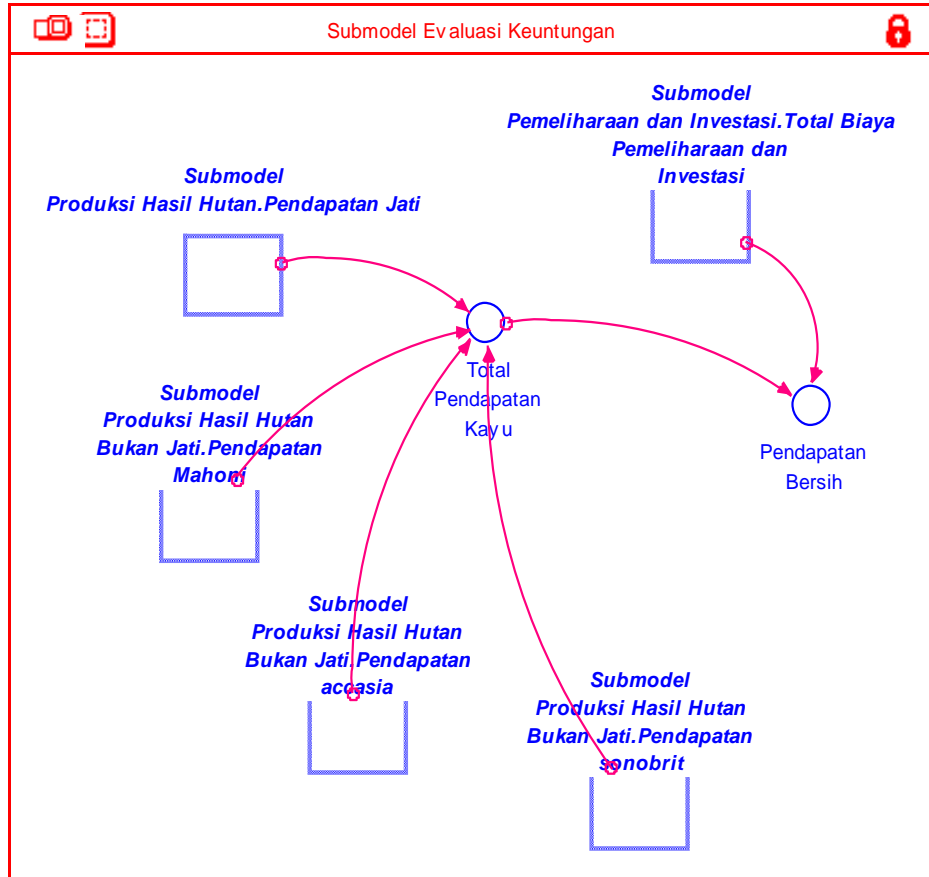 Submodel Evaluasi Keuntungan
Submodel
Pemeliharaan dan Investasi.Total Biaya
Pemeliharaan dan
Investasi
Submodel
Produksi Hasil Hutan.Pendapatan Jati
Total
Pendapatan
Kayu
Submodel
Produksi Hasil Hutan
Bukan Jati.Pendapatan
Mahoni
Pendapatan
Bersih
Submodel
Produksi Hasil Hutan
Bukan Jati.Pendapatan
accasia
Submodel
Produksi Hasil Hutan
Bukan Jati.Pendapatan
sonobrit